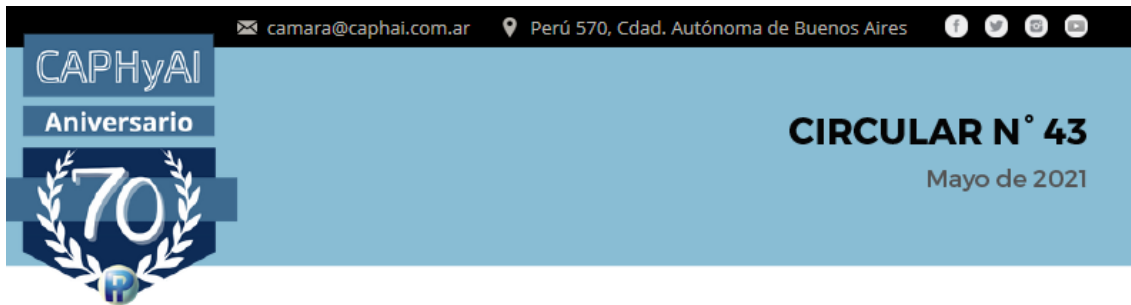 camara@caphai.com.ar Perú 570, Cdad. Autónoma de Buenos Aires
CAPHyAI
Aniversario
70
CIRCULAR N° 43
Mayo de 2021